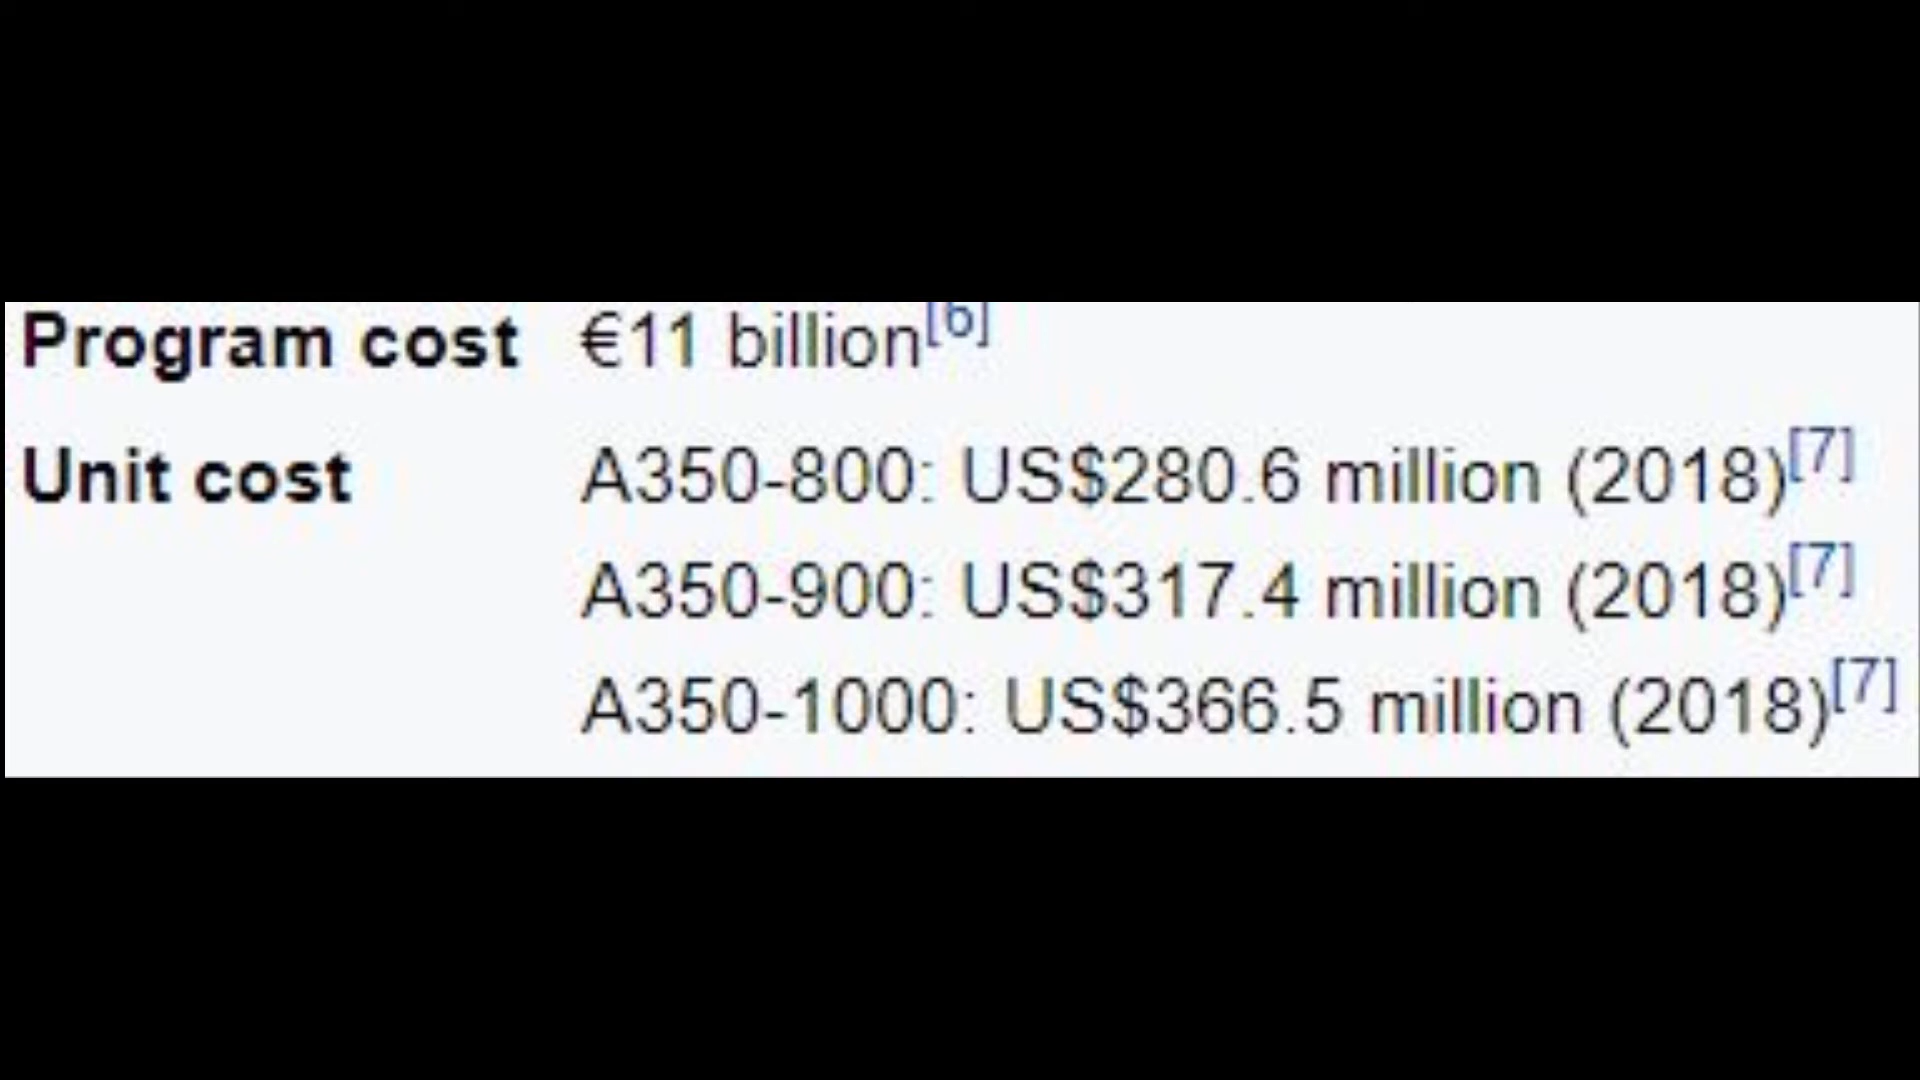 Program cost €11 billion[6]
Unit cost A350-800: US$280.6 million (2018)[7]
A350-900: US$317.4 million (2018)[7]
A350-1000: US$366.5 million (2018)[7]